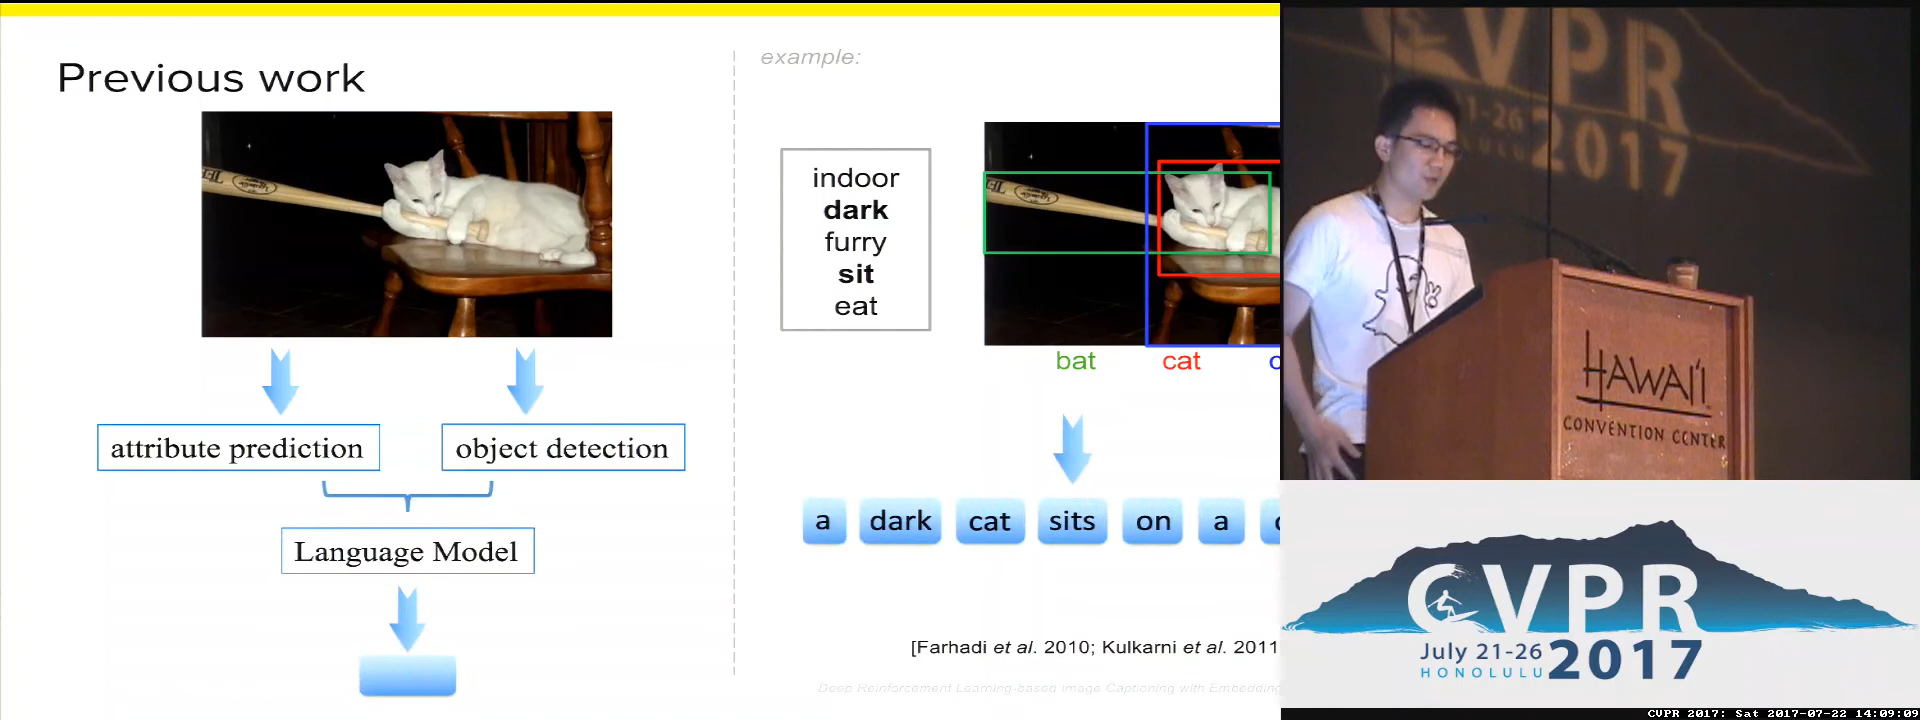 Previous work
attribute prediction
object detection
Language Model
example:
indoor
dark
furry
sit
eat
bat
cat
a dark cat sits on a
[Farhadi et al. 2010; Kulkarni et al. 2011
Deep Reinforcement Learning-based Image Captioning with Embedding
CVPR
2017
HAWAI'I
CONVENTION CENTER
CVPR
July 21-26
HONOLULU
2017
CVPR 2017: Sat 2017-07-22 14:09:09